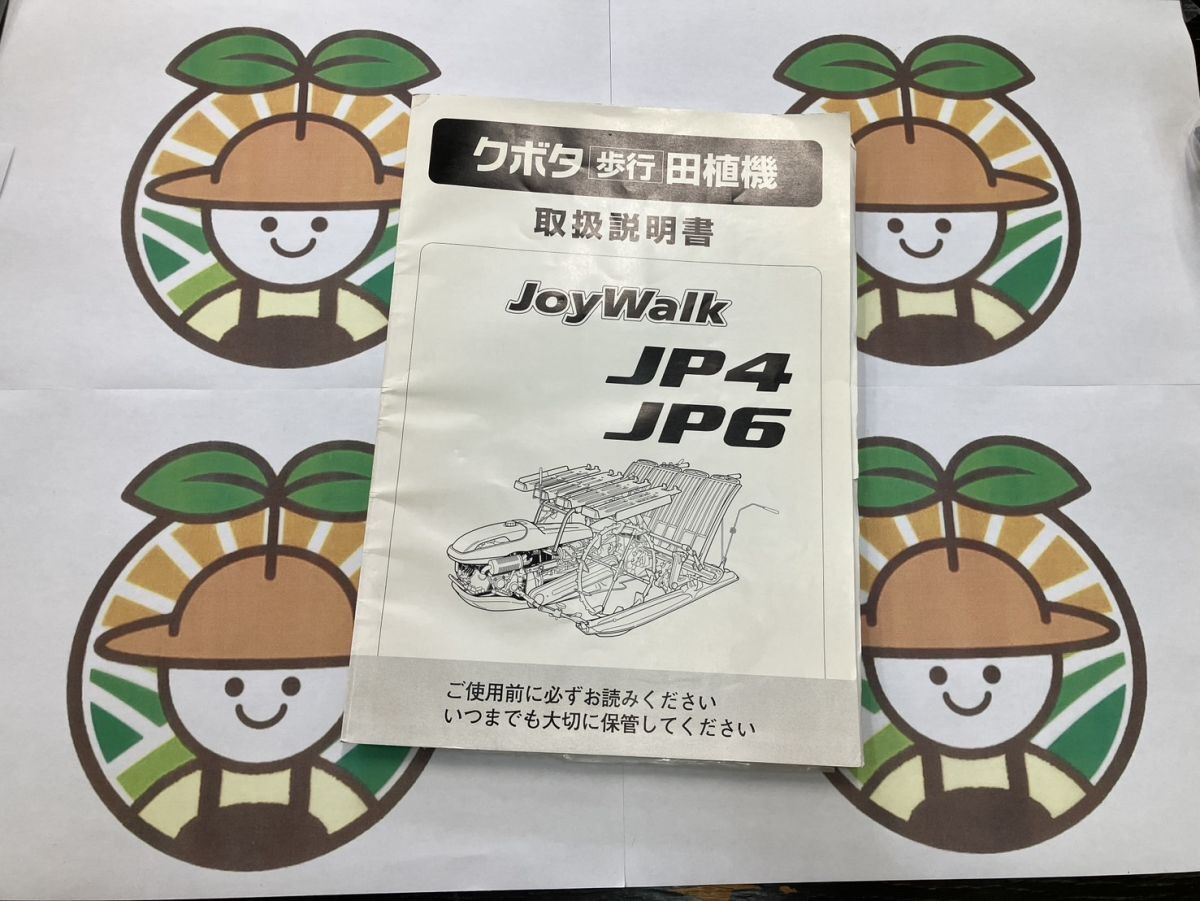 クボタ 歩行 田植機
取扱説明書
JoyWalk
JP4
JP6
ご使用前に必ずお読みください
いつまでも大切に保管してください